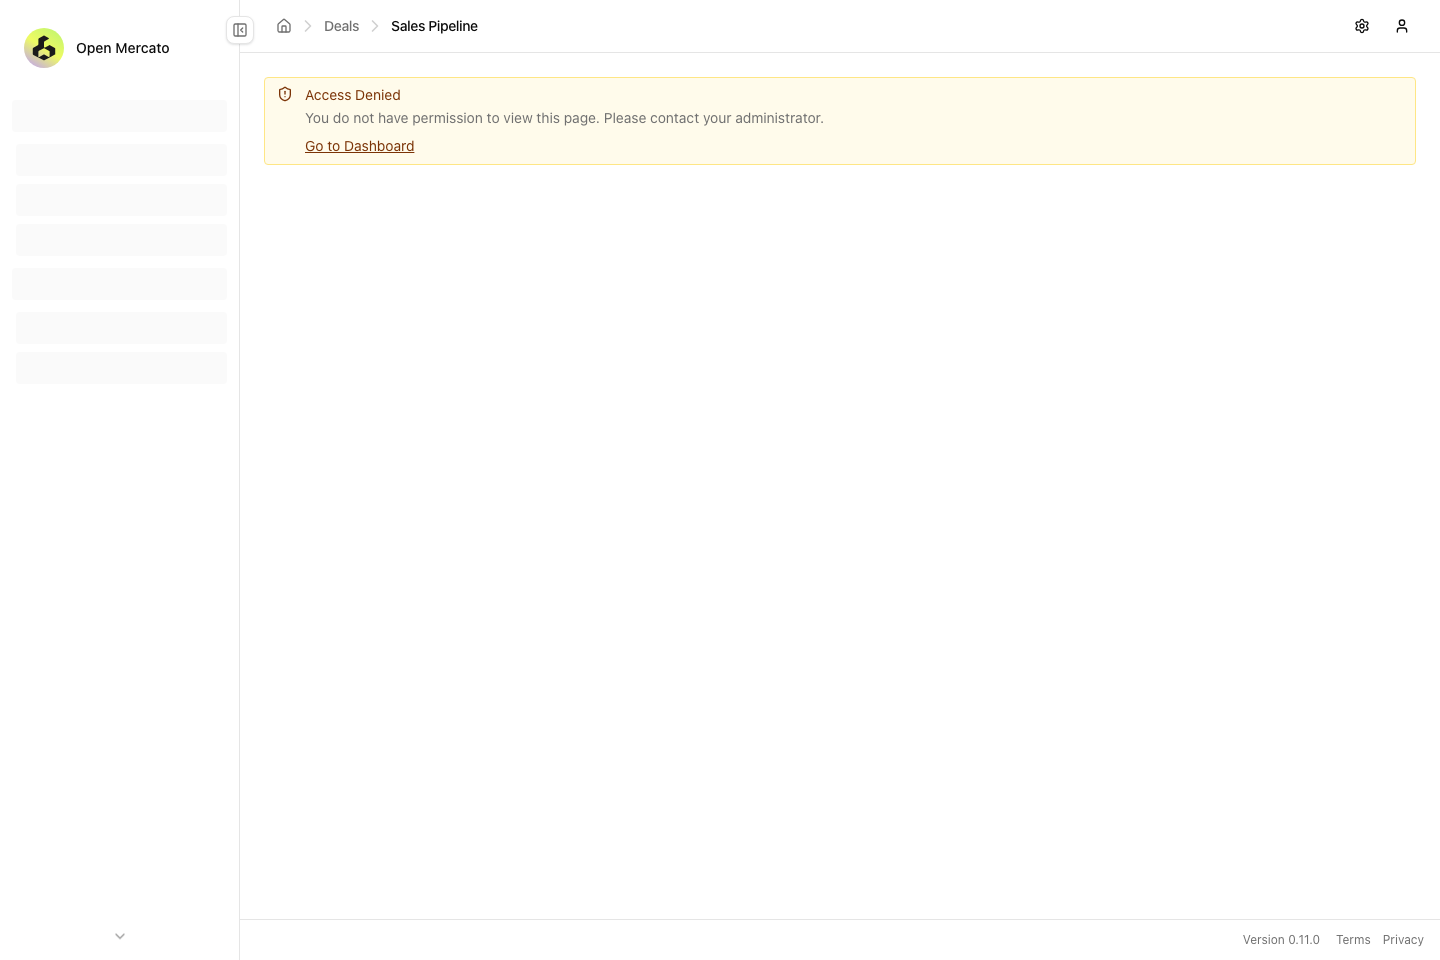 Open Mercato
Deals
Sales Pipeline
Access Denied
You do not have permission to view this page. Please contact your administrator.
Go to Dashboard
Version 0.11.0
Terms
Privacy